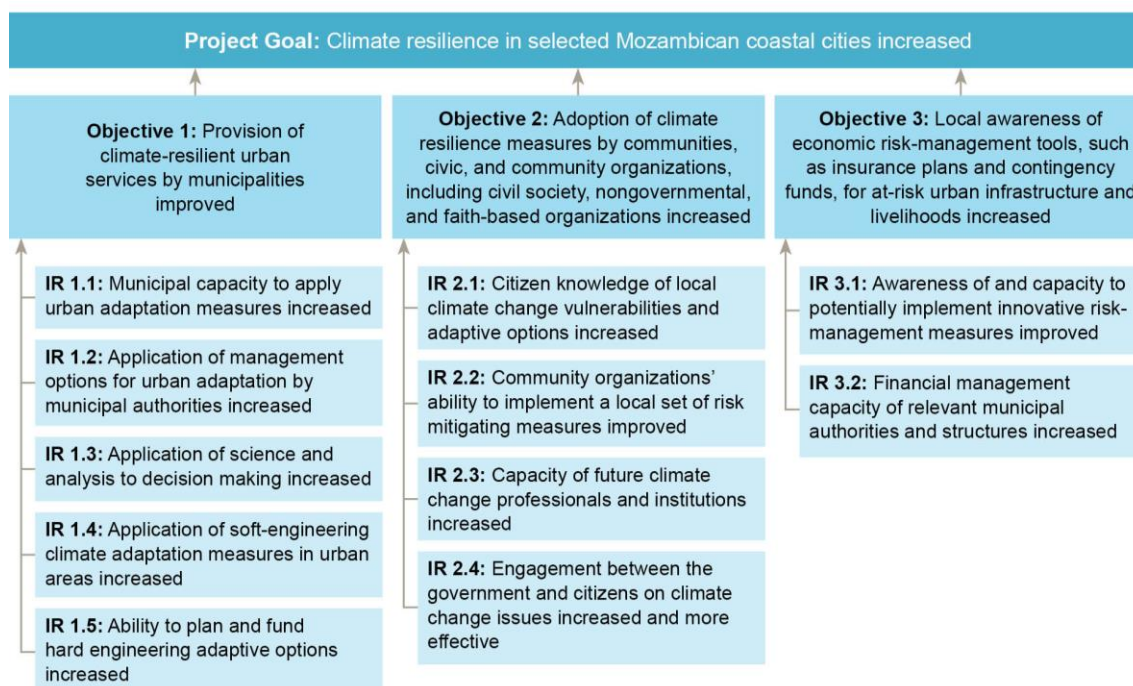 Project Goal: Climate resilience in selected Mozambican coastal cities increased
Objective 1: Provision of
climate-resilient urban
services by municipalities
improved
IR 1.1: Municipal capacity to apply
urban adaptation measures increased
IR 1.2: Application of management
options for urban adaptation by
municipal authorities increased
IR 1.3: Application of science and
analysis to decision making increased
IR 1.4: Application of soft-engineering
climate adaptation measures in urban
areas increased
IR 1.5: Ability to plan and fund
hard engineering adaptive options
increased
Objective 2: Adoption of climate
resilience measures by communities,
civic, and community organizations,
including civil society, nongovernmental,
and faith-based organizations increased
IR 2.1: Citizen knowledge of local
climate change vulnerabilities and
adaptive options increased
IR 2.2: Community organizations’
ability to implement a local set of risk
mitigating measures improved
IR 2.3: Capacity of future climate
change professionals and institutions
increased
IR 2.4: Engagement between the
government and citizens on climate
change issues increased and more
effective
Objective 3: Local awareness of
economic risk-management tools, such
as insurance plans and contingency
funds, for at-risk urban infrastructure and
livelihoods increased
IR 3.1: Awareness of and capacity to
potentially implement innovative risk-
management measures improved
IR 3.2: Financial management
capacity of relevant municipal
authorities and structures increased